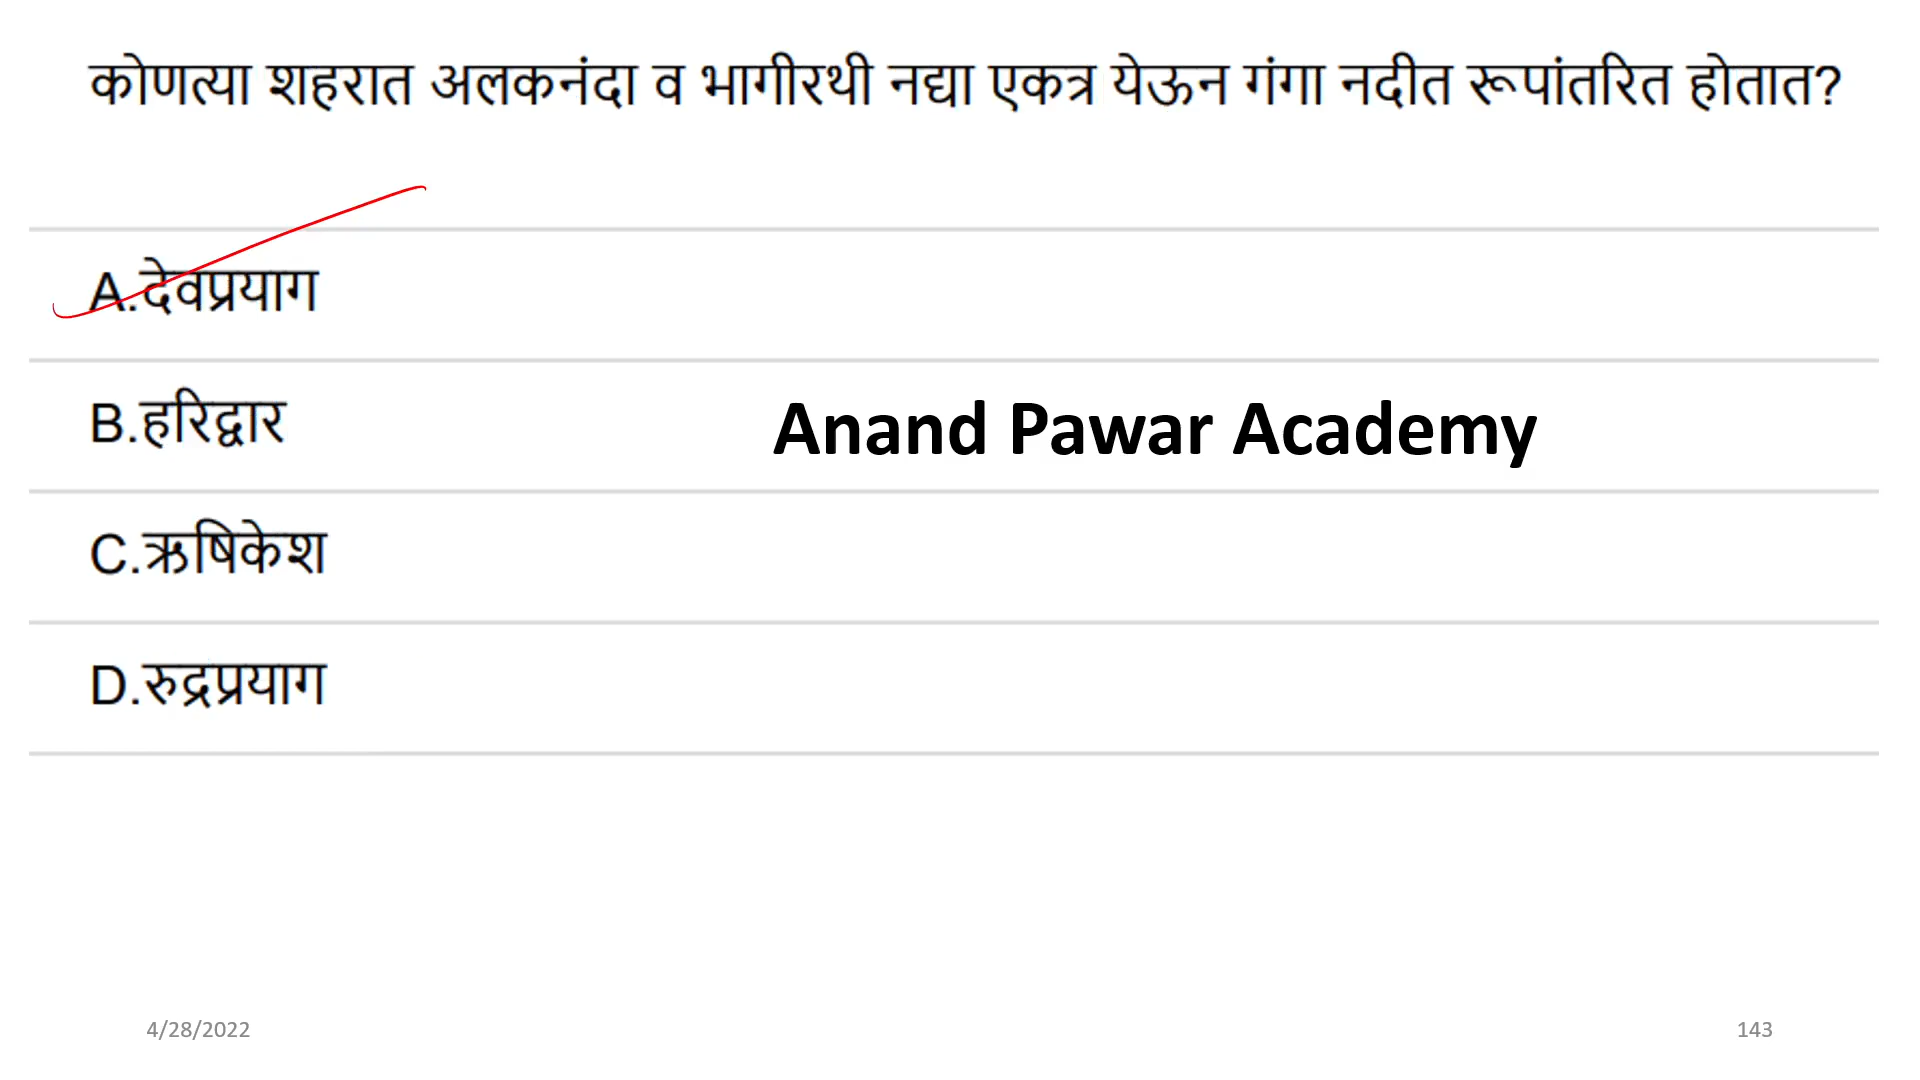 कोणत्या शहरात अलकनंदा व भागीरथी नद्या एकत्र येऊन गंगा नदीत रूपांतरित होतात?
A.देवप्रयाग
B.हरिद्वार
Anand Pawar Academy
C.ऋषिकेश
D.रुद्रप्रयाग
4/28/2022
143